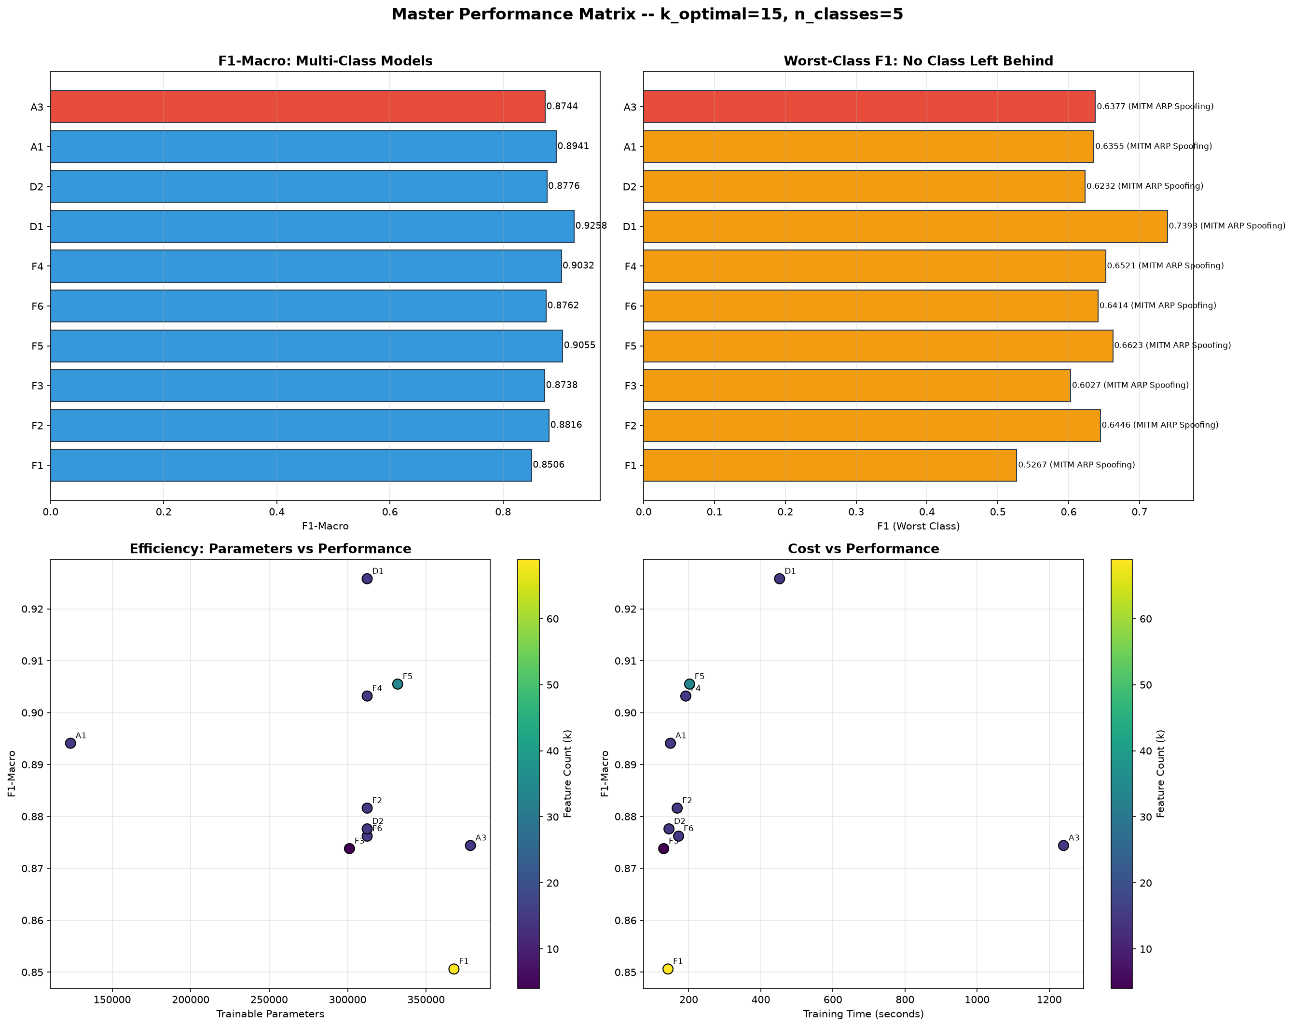 Master Performance Matrix -- k_optimal=15, n_classes=5
F1-Macro: Multi-Class Models
A3
0.8744
A1
0.8941
D2
0.8776
D1
0.9258
F4
0.9032
F6
0.8762
F5
0.9055
F3
0.8738
F2
0.8816
F1
0.8506
0.0 0.2 0.4 0.6 0.8
F1-Macro
Worst-Class F1: No Class Left Behind
A3
0.6377 (MITM ARP Spoofing)
A1
0.6355 (MITM ARP Spoofing)
D2
0.6232 (MITM ARP Spoofing)
D1
0.7393 (MITM ARP Spoofing)
F4
0.6521 (MITM ARP Spoofing)
F6
0.6414 (MITM ARP Spoofing)
F5
0.6623 (MITM ARP Spoofing)
F3
0.6027 (MITM ARP Spoofing)
F2
0.6446 (MITM ARP Spoofing)
F1
0.5267 (MITM ARP Spoofing)
0.0 0.1 0.2 0.3 0.4 0.5 0.6 0.7
F1 (Worst Class)
Efficiency: Parameters vs Performance
F1-Macro
0.92
0.91
0.90
0.89
0.88
0.87
0.86
0.85
D1
F5
F4
A1
F2
D2
F6
F3
A3
F1
150000 200000 250000 300000 350000
Trainable Parameters
60
50
40
30
20
10
Feature Count (k)
Cost vs Performance
F1-Macro
0.92
0.91
0.90
0.89
0.88
0.87
0.86
0.85
D1
F5
4
A1
F2
D2
F6
A3
F1
200 400 600 800 1000 1200
Training Time (seconds)
60
50
40
30
20
10
Feature Count (k)